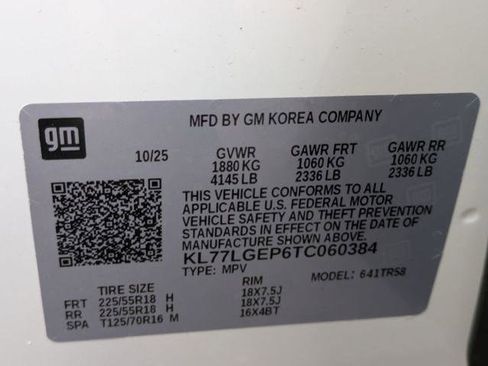 gm
MFD BY GM KOREA COMPANY
10/25 GVWR GAWR FRT GAWR RR
1880 KG 1060 KG 1060 KG
4145 LB 2336 LB 2336 LB
THIS VEHICLE CONFORMS TO ALL
APPLICABLE U.S. FEDERAL MOTOR
VEHICLE SAFETY AND THEFT PREVENTION
STANDARDS IN EFFECT ON THE DATE OF
MANUFACTURE SHOWN ABOVE.
KL77LGEP6TC060384
TYPE: MPV MODEL: 641TR58
TIRE SIZE RIM
FRT 225/55R18 H 18X7.5J
RR 225/55R18 H 18X7.5J
SPA T125/70R16 M 16X4BT